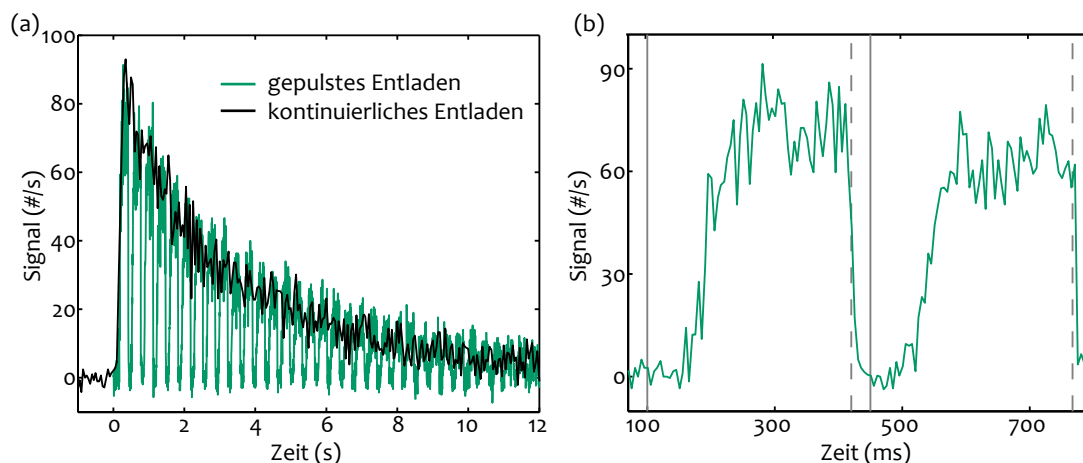 (a)
100
80
60
40
20
0
Signal (#/s)
gepulstes Entladen
kontinuierliches Entladen
0 2 4 6 8 10 12
Zeit (s)
(b)
90
60
30
0
Signal (#/s)
100 300 500 700
Zeit (ms)